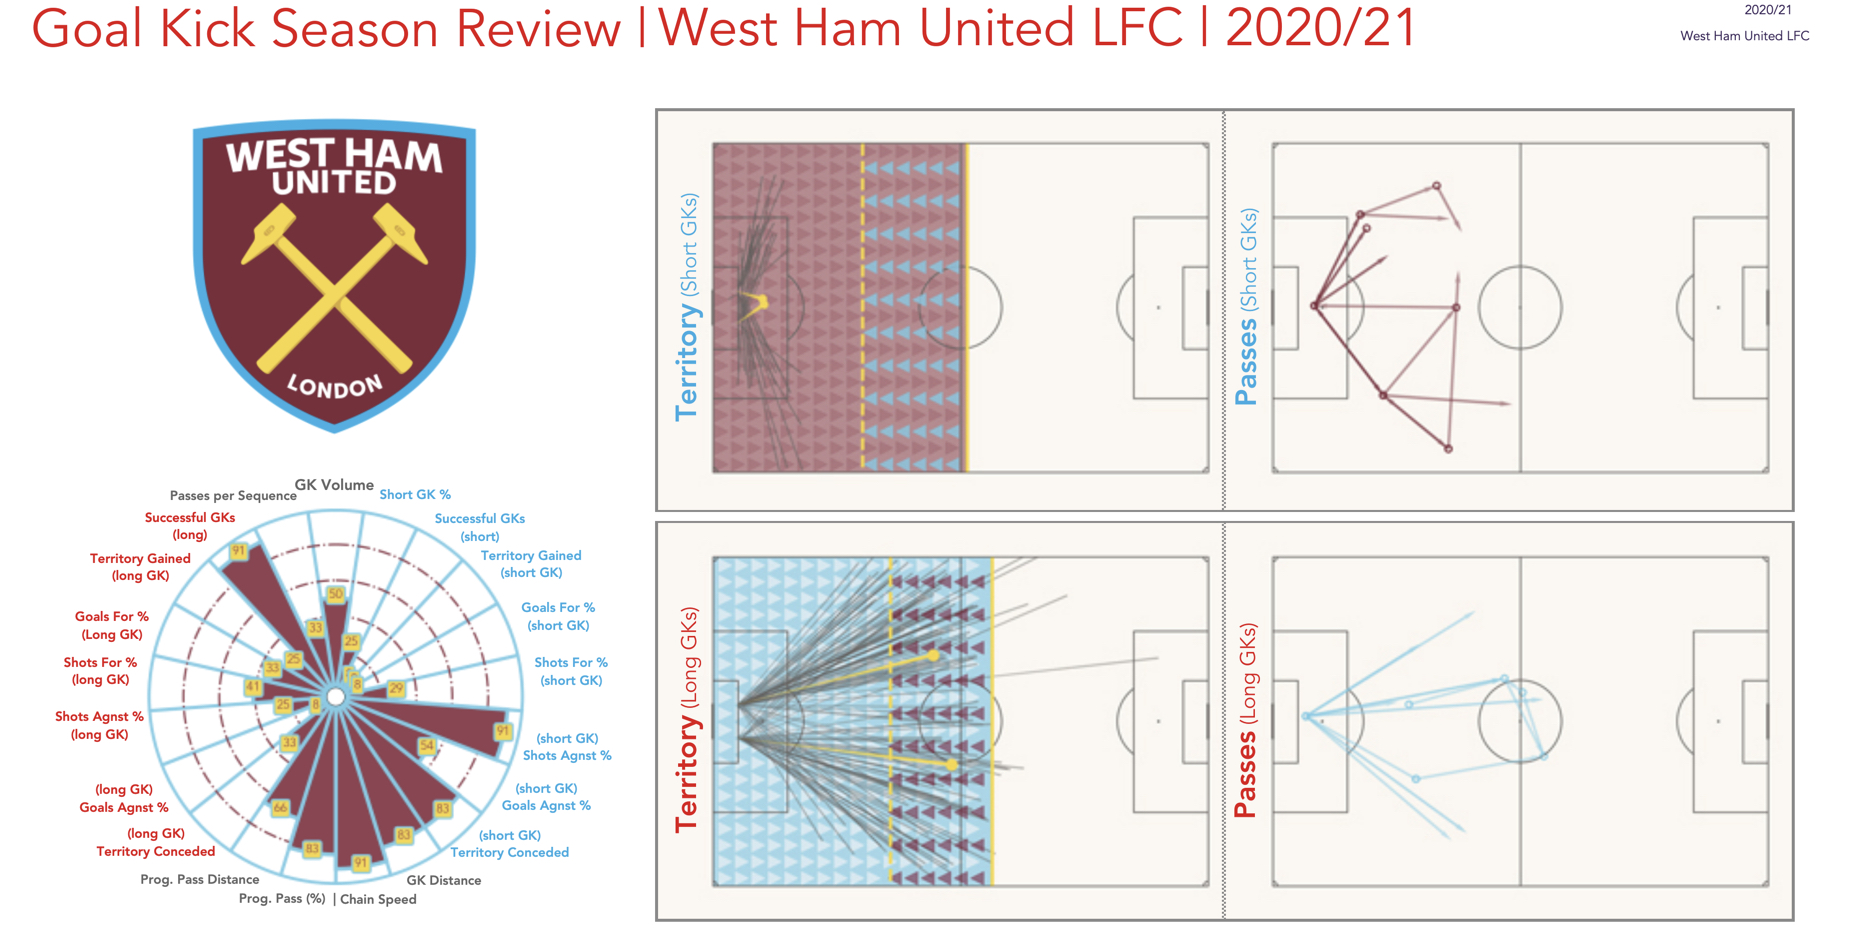 Goal Kick Season Review | West Ham United LFC | 2020/21
2020/21
West Ham United LFC
WEST HAM
UNITED
LONDON
GK Volume
Passes per Sequence
Short GK %
Successful GKs
(long)
Successful GKs
(short)
Territory Gained
(long GK)
Territory Gained
(short GK)
Goals For %
(Long GK)
Goals For %
(short GK)
Shots For %
(long GK)
Shots For %
(short GK)
Shots Agnst %
(long GK)
(short GK)
Shots Agnst %
(long GK)
Goals Agnst %
(short GK)
Goals Agnst %
(long GK)
Territory Conceded
(short GK)
Territory Conceded
Prog. Pass Distance
GK Distance
Prog. Pass (%) | Chain Speed
91
50
33
25
25
33
8
41
29
25
8
91
33
54
66
83
83
83
91
Territory (Short GKs)
Passes (Short GKs)
Territory (Long GKs)
Passes (Long GKs)